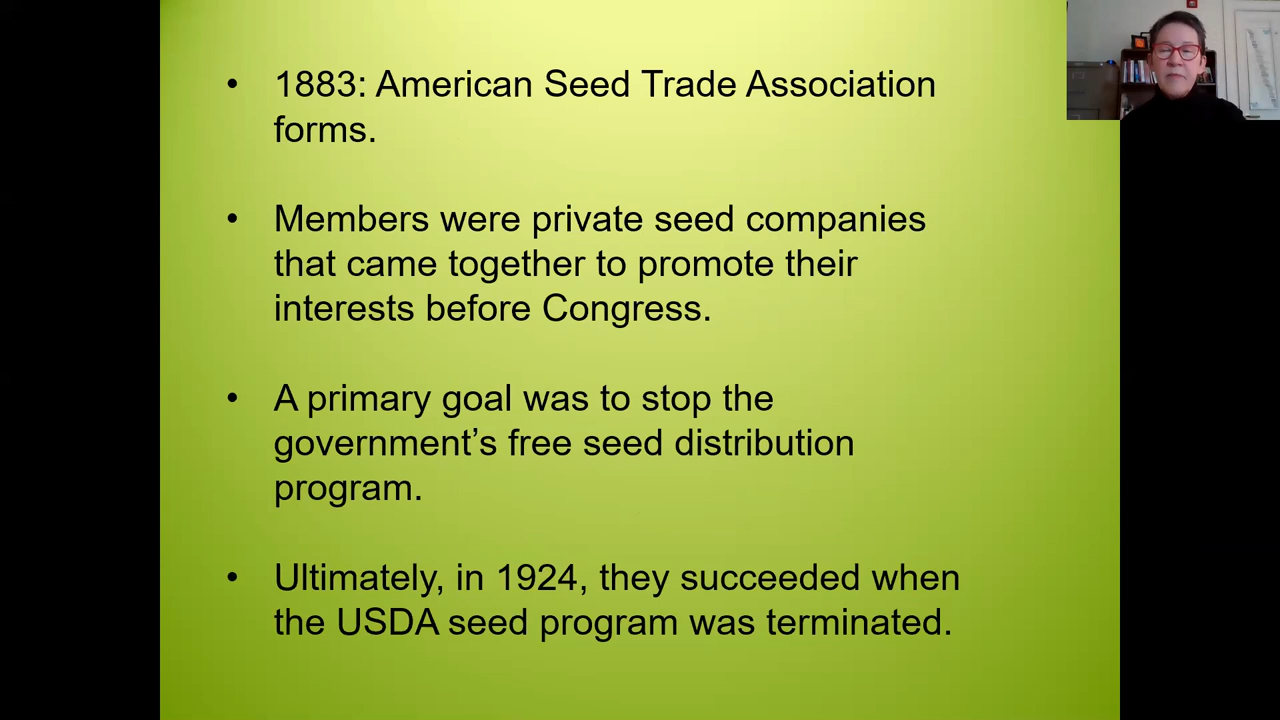 • 1883: American Seed Trade Association
forms.
• Members were private seed companies
that came together to promote their
interests before Congress.
• A primary goal was to stop the
government’s free seed distribution
program.
• Ultimately, in 1924, they succeeded when
the USDA seed program was terminated.